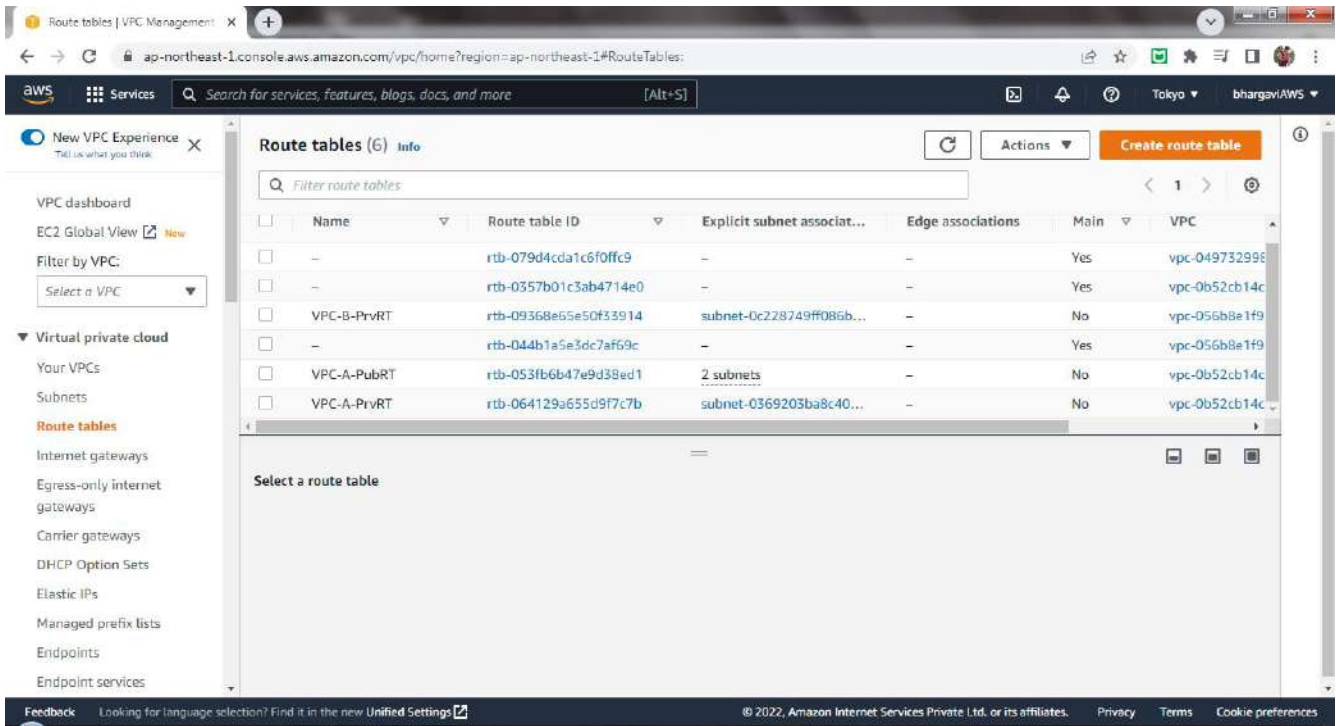 Route tables | VPC Management
ap-northeast-1.console.aws.amazon.com/vpc/home?region=ap-northeast-1#RouteTables:
aws Services Search for services, features, blogs, docs, and more [Alt+S] Tokyo bhargaviAWS
New VPC Experience
Tell us what you think
VPC dashboard
EC2 Global View New
Filter by VPC:
Select a VPC
Virtual private cloud
Your VPCs
Subnets
Route tables
Internet gateways
Egress-only internet
gateways
Carrier gateways
DHCP Option Sets
Elastic IPs
Managed prefix lists
Endpoints
Endpoint services
Route tables (6) Info Actions Create route table
Filter route tables 1
Name Route table ID Explicit subnet associat... Edge associations Main VPC
– rtb-079d4cda1c6f0ffc9 – – Yes vpc-049732998
– rtb-0357b01c3ab4714e0 – – Yes vpc-0b52cb14c
VPC-B-PrvRT rtb-09368e65e50f33914 subnet-0c228749ff086b... – No vpc-056b8e1f9
– rtb-044b1a5e3dc7af69c – – Yes vpc-056b8e1f9
VPC-A-PubRT rtb-053fb6b47e9d38ed1 2 subnets – No vpc-0b52cb14c
VPC-A-PrvRT rtb-064129a655d9f7c7b subnet-0369203ba8c40... – No vpc-0b52cb14c
Select a route table
Feedback Looking for language selection? Find it in the new Unified Settings © 2022, Amazon Internet Services Private Ltd. or its affiliates. Privacy Terms Cookie preferences